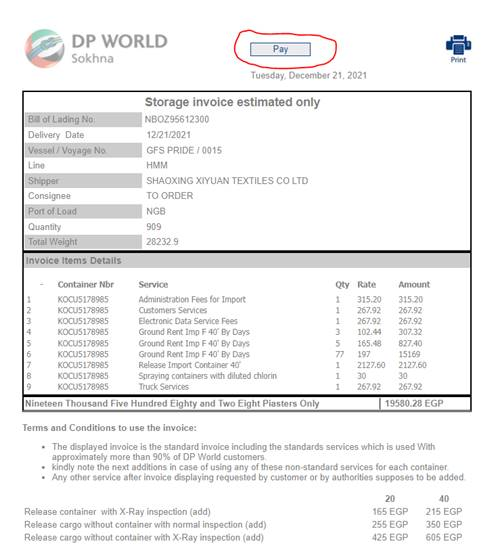 DP WORLD
Sokhna
Pay
Print
Tuesday, December 21, 2021
Storage invoice estimated only
Bill of Lading No. NBOZ95612300
Delivery Date 12/21/2021
Vessel / Voyage No. GFS PRIDE / 0015
Line HMM
Shipper SHAOXING XIYUAN TEXTILES CO LTD
Consignee TO ORDER
Port of Load NGB
Quantity 909
Total Weight 28232.9
Invoice Items Details
- Container Nbr Service Qty Rate Amount
1 KOCU5178985 Administration Fees for Import 1 315.20 315.20
2 KOCU5178985 Customers Services 1 267.92 267.92
3 KOCU5178985 Electronic Data Service Fees 1 267.92 267.92
4 KOCU5178985 Ground Rent Imp F 40' By Days 3 102.44 307.32
5 KOCU5178985 Ground Rent Imp F 40' By Days 5 165.48 827.40
6 KOCU5178985 Ground Rent Imp F 40' By Days 77 197 15169
7 KOCU5178985 Release Import Container 40' 1 2127.60 2127.60
8 KOCU5178985 Spraying containers with diluted chlorin 1 30 30
9 KOCU5178985 Truck Services 1 267.92 267.92
Nineteen Thousand Five Hundred Eighty and Two Eight Piasters Only 19580.28 EGP
Terms and Conditions to use the invoice:
• The displayed invoice is the standard invoice including the standards services which is used With
approximately more than 90% of DP World customers.
• kindly note the next additions in case of using any of these non-standard services for each container.
• Any other service after invoice displaying requested by customer or by authorities supposes to be added.
20 40
Release container with X-Ray inspection (add) 165 EGP 215 EGP
Release cargo without container with normal inspection (add) 255 EGP 350 EGP
Release cargo without container with X-Ray inspection (add) 425 EGP 605 EGP